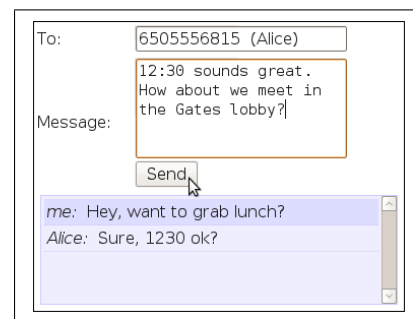 To: 6505556815 (Alice)
Message: 12:30 sounds great.
How about we meet in
the Gates lobby?
Send
me: Hey, want to grab lunch?
Alice: Sure, 1230 ok?